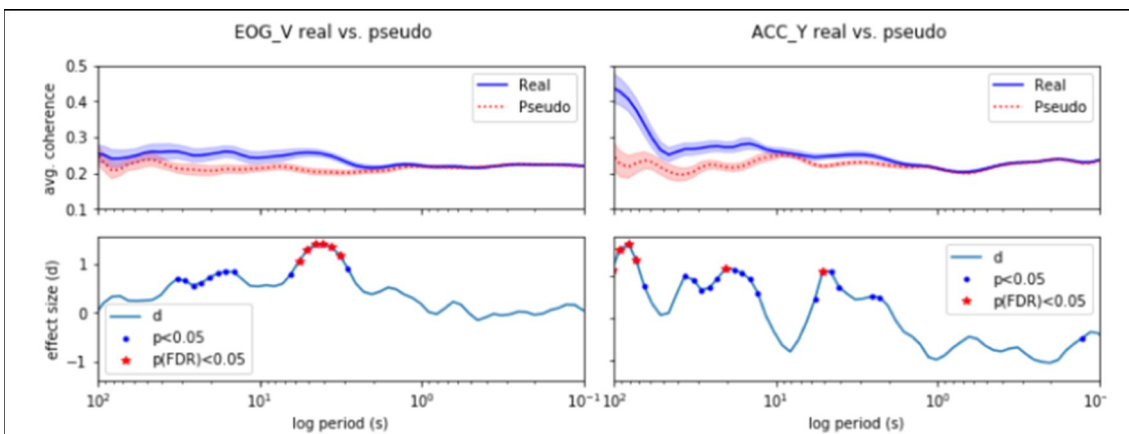 EOG_V real vs. pseudo
ACC_Y real vs. pseudo
avg. coherence
0.5
0.4
0.3
0.2
0.1
Real
Pseudo
Real
Pseudo
effect size (d)
1
0
−1
d
p<0.05
p(FDR)<0.05
d
p<0.05
p(FDR)<0.05
10² 10¹ 10⁰ 10⁻¹
10² 10¹ 10⁰ 10⁻
log period (s)
log period (s)